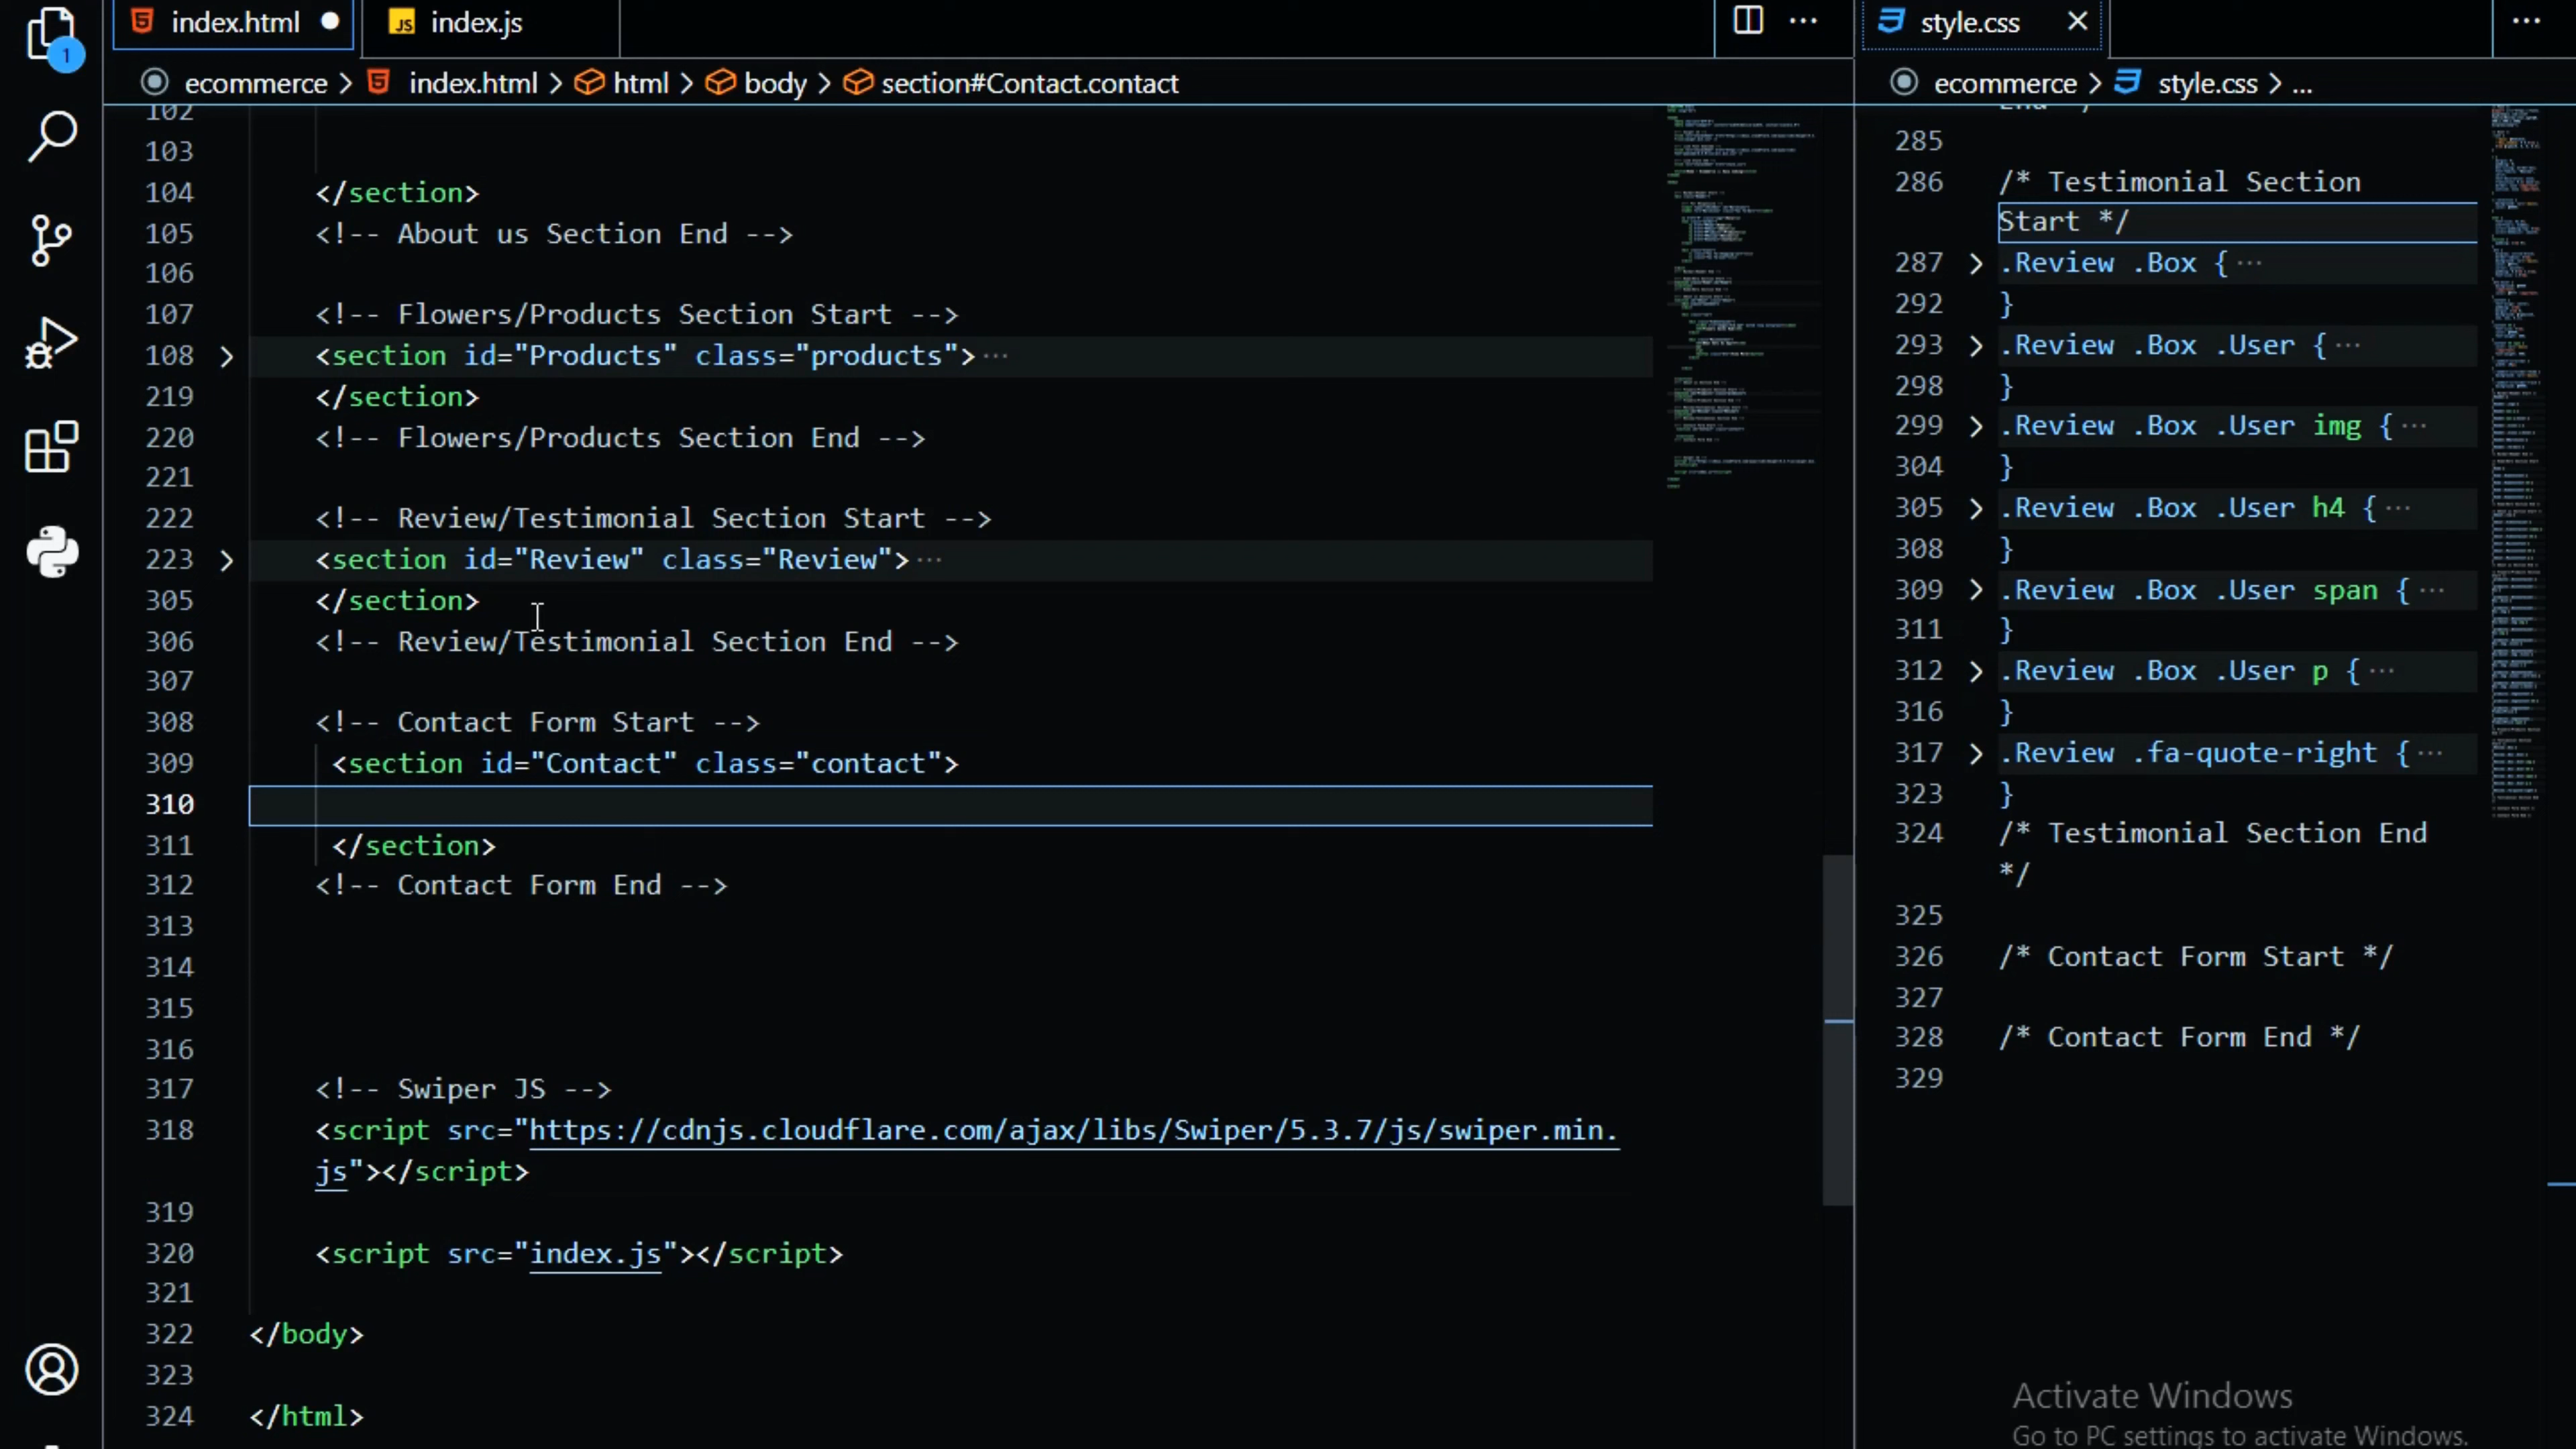 index.html
index.js
ecommerce > index.html > html > body > section#Contact.contact
1
102
103
104 </section>
105 <!-- About us Section End -->
106
107 <!-- Flowers/Products Section Start -->
108 <section id="Products" class="products">···
219 </section>
220 <!-- Flowers/Products Section End -->
221
222 <!-- Review/Testimonial Section Start -->
223 <section id="Review" class="Review">···
305 </section>
306 <!-- Review/Testimonial Section End -->
307
308 <!-- Contact Form Start -->
309 <section id="Contact" class="contact">
310
311 </section>
312 <!-- Contact Form End -->
313
314
315
316
317 <!-- Swiper JS -->
318 <script src="https://cdnjs.cloudflare.com/ajax/libs/Swiper/5.3.7/js/swiper.min.
js"></script>
319
320 <script src="index.js"></script>
321
322 </body>
323
324 </html>
style.css
ecommerce > style.css > ...
End */
285
286 /* Testimonial Section
Start */
287 .Review .Box {···
292 }
293 .Review .Box .User {···
298 }
299 .Review .Box .User img {···
304 }
305 .Review .Box .User h4 {···
308 }
309 .Review .Box .User span {···
311 }
312 .Review .Box .User p {···
316 }
317 .Review .fa-quote-right {···
323 }
324 /* Testimonial Section End
*/
325
326 /* Contact Form Start */
327
328 /* Contact Form End */
329
Activate Windows
Go to PC settings to activate Windows.